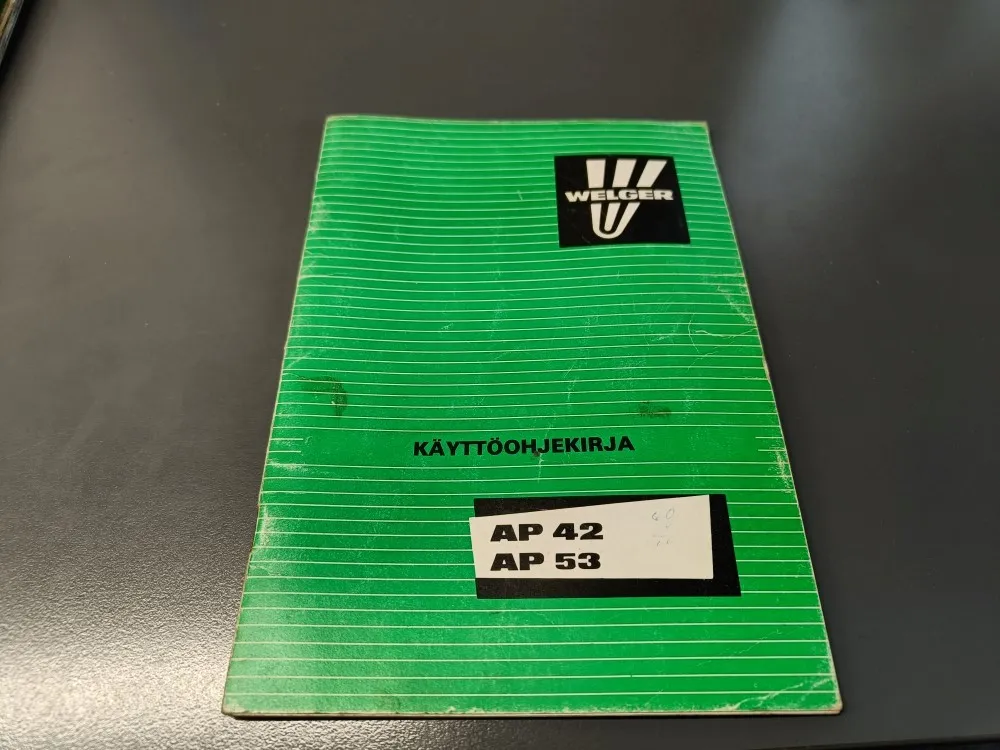 WELGER
KÄYTTÖOHJEKIRJA
AP 42
AP 53